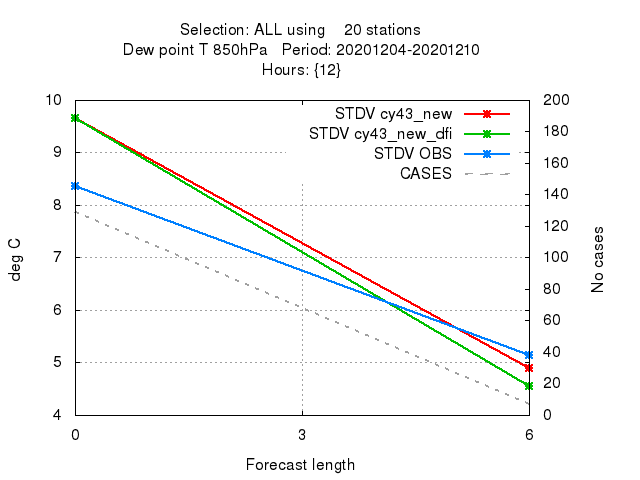 Selection: ALL using    20 stations
Dew point T 850hPa   Period: 20201204-20201210
Hours: {12}
STDV cy43_new
STDV cy43_new_dfi
STDV OBS
CASES
deg C
10
9
8
7
6
5
4
200
180
160
140
120
100
80
60
40
20
0
No cases
0
3
6
Forecast length